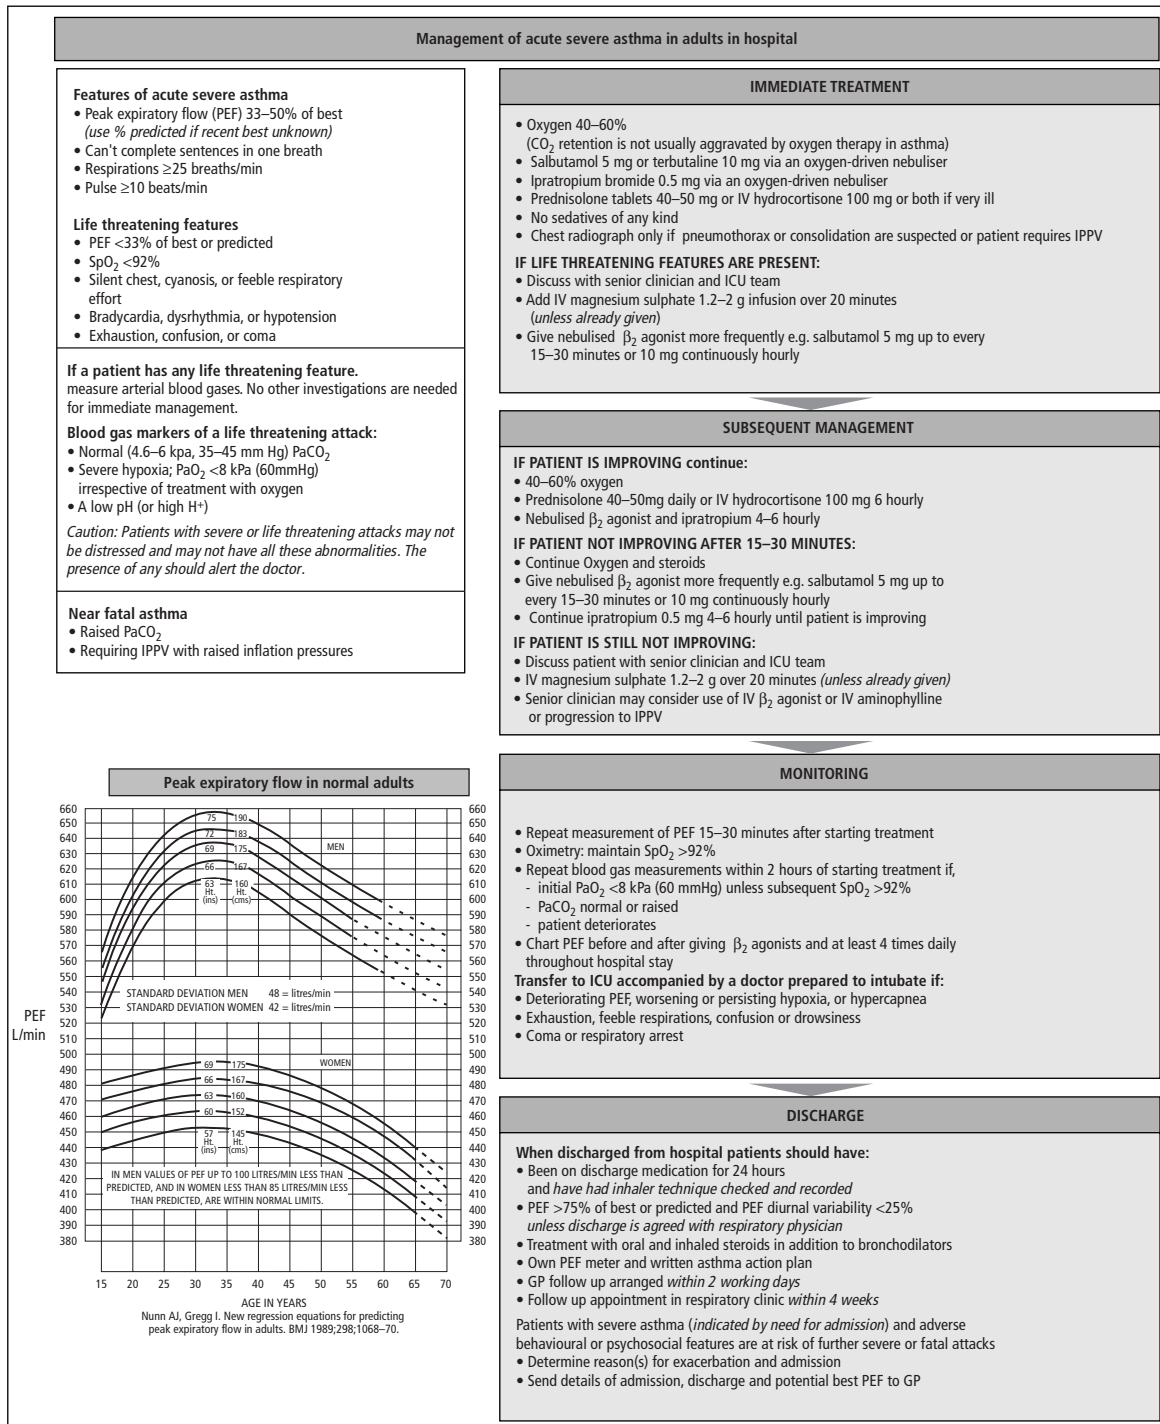 Management of acute severe asthma in adults in hospital
Features of acute severe asthma
• Peak expiratory flow (PEF) 33–50% of best
(use % predicted if recent best unknown)
• Can't complete sentences in one breath
• Respirations ≥25 breaths/min
• Pulse ≥10 beats/min
Life threatening features
• PEF <33% of best or predicted
• SpO₂ <92%
• Silent chest, cyanosis, or feeble respiratory
effort
• Bradycardia, dysrhythmia, or hypotension
• Exhaustion, confusion, or coma
If a patient has any life threatening feature.
measure arterial blood gases. No other investigations are needed
for immediate management.
Blood gas markers of a life threatening attack:
• Normal (4.6–6 kpa, 35–45 mm Hg) PaCO₂
• Severe hypoxia; PaO₂ <8 kPa (60mmHg)
irrespective of treatment with oxygen
• A low pH (or high H⁺)
Caution: Patients with severe or life threatening attacks may not
be distressed and may not have all these abnormalities. The
presence of any should alert the doctor.
Near fatal asthma
• Raised PaCO₂
• Requiring IPPV with raised inflation pressures
IMMEDIATE TREATMENT
• Oxygen 40–60%
(CO₂ retention is not usually aggravated by oxygen therapy in asthma)
• Salbutamol 5 mg or terbutaline 10 mg via an oxygen-driven nebuliser
• Ipratropium bromide 0.5 mg via an oxygen-driven nebuliser
• Prednisolone tablets 40–50 mg or IV hydrocortisone 100 mg or both if very ill
• No sedatives of any kind
• Chest radiograph only if pneumothorax or consolidation are suspected or patient requires IPPV
IF LIFE THREATENING FEATURES ARE PRESENT:
• Discuss with senior clinician and ICU team
• Add IV magnesium sulphate 1.2–2 g infusion over 20 minutes
(unless already given)
• Give nebulised β₂ agonist more frequently e.g. salbutamol 5 mg up to every
15–30 minutes or 10 mg continuously hourly
SUBSEQUENT MANAGEMENT
IF PATIENT IS IMPROVING continue:
• 40–60% oxygen
• Prednisolone 40–50mg daily or IV hydrocortisone 100 mg 6 hourly
• Nebulised β₂ agonist and ipratropium 4–6 hourly
IF PATIENT NOT IMPROVING AFTER 15–30 MINUTES:
• Continue Oxygen and steroids
• Give nebulised β₂ agonist more frequently e.g. salbutamol 5 mg up to
every 15–30 minutes or 10 mg continuously hourly
• Continue ipratropium 0.5 mg 4–6 hourly until patient is improving
IF PATIENT IS STILL NOT IMPROVING:
• Discuss patient with senior clinician and ICU team
• IV magnesium sulphate 1.2–2 g over 20 minutes (unless already given)
• Senior clinician may consider use of IV β₂ agonist or IV aminophylline
or progression to IPPV
MONITORING
• Repeat measurement of PEF 15–30 minutes after starting treatment
• Oximetry: maintain SpO₂ >92%
• Repeat blood gas measurements within 2 hours of starting treatment if,
- initial PaO₂ <8 kPa (60 mmHg) unless subsequent SpO₂ >92%
- PaCO₂ normal or raised
- patient deteriorates
• Chart PEF before and after giving β₂ agonists and at least 4 times daily
throughout hospital stay
Transfer to ICU accompanied by a doctor prepared to intubate if:
• Deteriorating PEF, worsening or persisting hypoxia, or hypercapnea
• Exhaustion, feeble respirations, confusion or drowsiness
• Coma or respiratory arrest
DISCHARGE
When discharged from hospital patients should have:
• Been on discharge medication for 24 hours
and have had inhaler technique checked and recorded
• PEF >75% of best or predicted and PEF diurnal variability <25%
unless discharge is agreed with respiratory physician
• Treatment with oral and inhaled steroids in addition to bronchodilators
• Own PEF meter and written asthma action plan
• GP follow up arranged within 2 working days
• Follow up appointment in respiratory clinic within 4 weeks
Patients with severe asthma (indicated by need for admission) and adverse
behavioural or psychosocial features are at risk of further severe or fatal attacks
• Determine reason(s) for exacerbation and admission
• Send details of admission, discharge and potential best PEF to GP
Peak expiratory flow in normal adults
660 660
650 650
640 640
630 630
620 620
610 610
600 600
590 590
580 580
570 570
560 560
550 550
540 540
530 530
520 520
510 510
500 500
490 490
480 480
470 470
460 460
450 450
440 440
430 430
420 420
410 410
400 400
390 390
380 380
PEF
L/min
75 190
72 183
69 175
66 167
63 160
Ht. Ht.
(ins) (cms)
MEN
STANDARD DEVIATION MEN 48 = litres/min
STANDARD DEVIATION WOMEN 42 = litres/min
WOMEN
69 175
66 167
63 160
60 152
57 145
Ht. Ht.
(ins) (cms)
IN MEN VALUES OF PEF UP TO 100 LITRES/MIN LESS THAN
PREDICTED, AND IN WOMEN LESS THAN 85 LITRES/MIN LESS
THAN PREDICTED, ARE WITHIN NORMAL LIMITS.
15 20 25 30 35 40 45 50 55 60 65 70
AGE IN YEARS
Nunn AJ, Gregg I. New regression equations for predicting
peak expiratory flow in adults. BMJ 1989;298;1068–70.